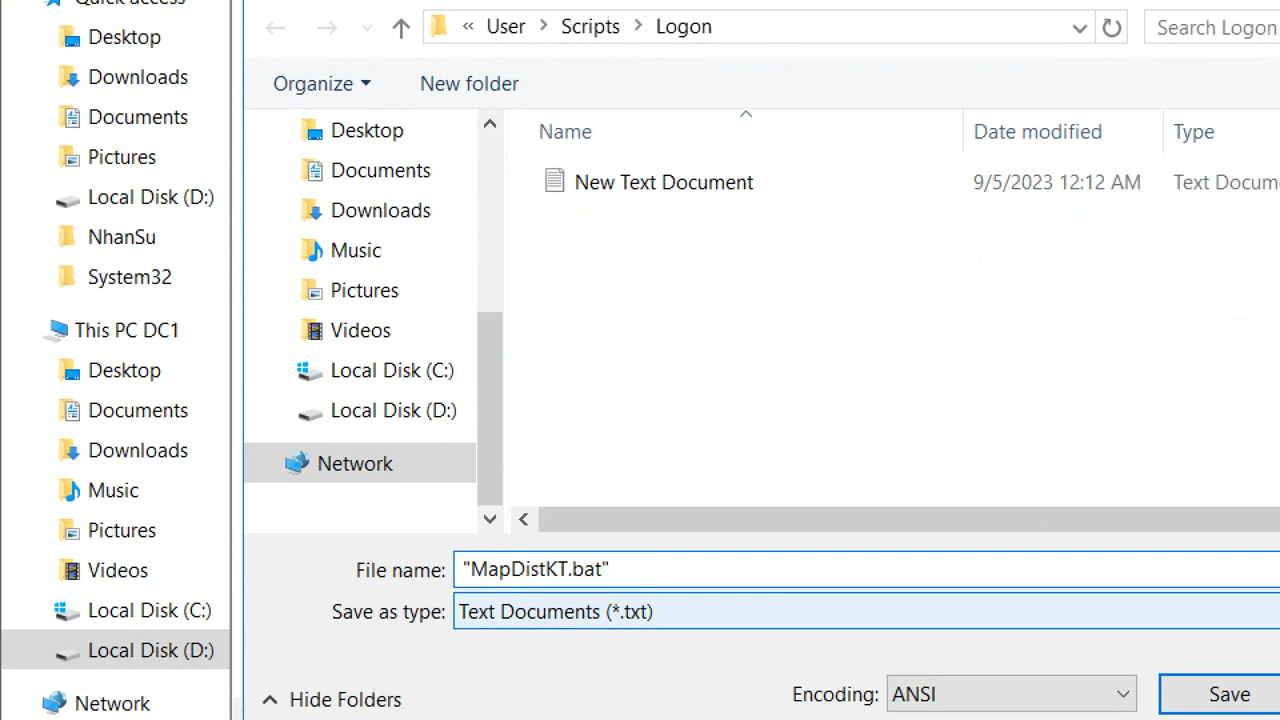 Quick access
Desktop
Downloads
Documents
Pictures
Local Disk (D:)
NhanSu
System32
This PC DC1
Desktop
Documents
Downloads
Music
Pictures
Videos
Local Disk (C:)
Local Disk (D:)
Network
« User > Scripts > Logon
Search Logon
Organize
New folder
Desktop
Documents
Downloads
Music
Pictures
Videos
Local Disk (C:)
Local Disk (D:)
Network
Name Date modified Type
New Text Document 9/5/2023 12:12 AM Text Docum
File name: "MapDistKT.bat"
Save as type: Text Documents (*.txt)
Hide Folders
Encoding: ANSI
Save